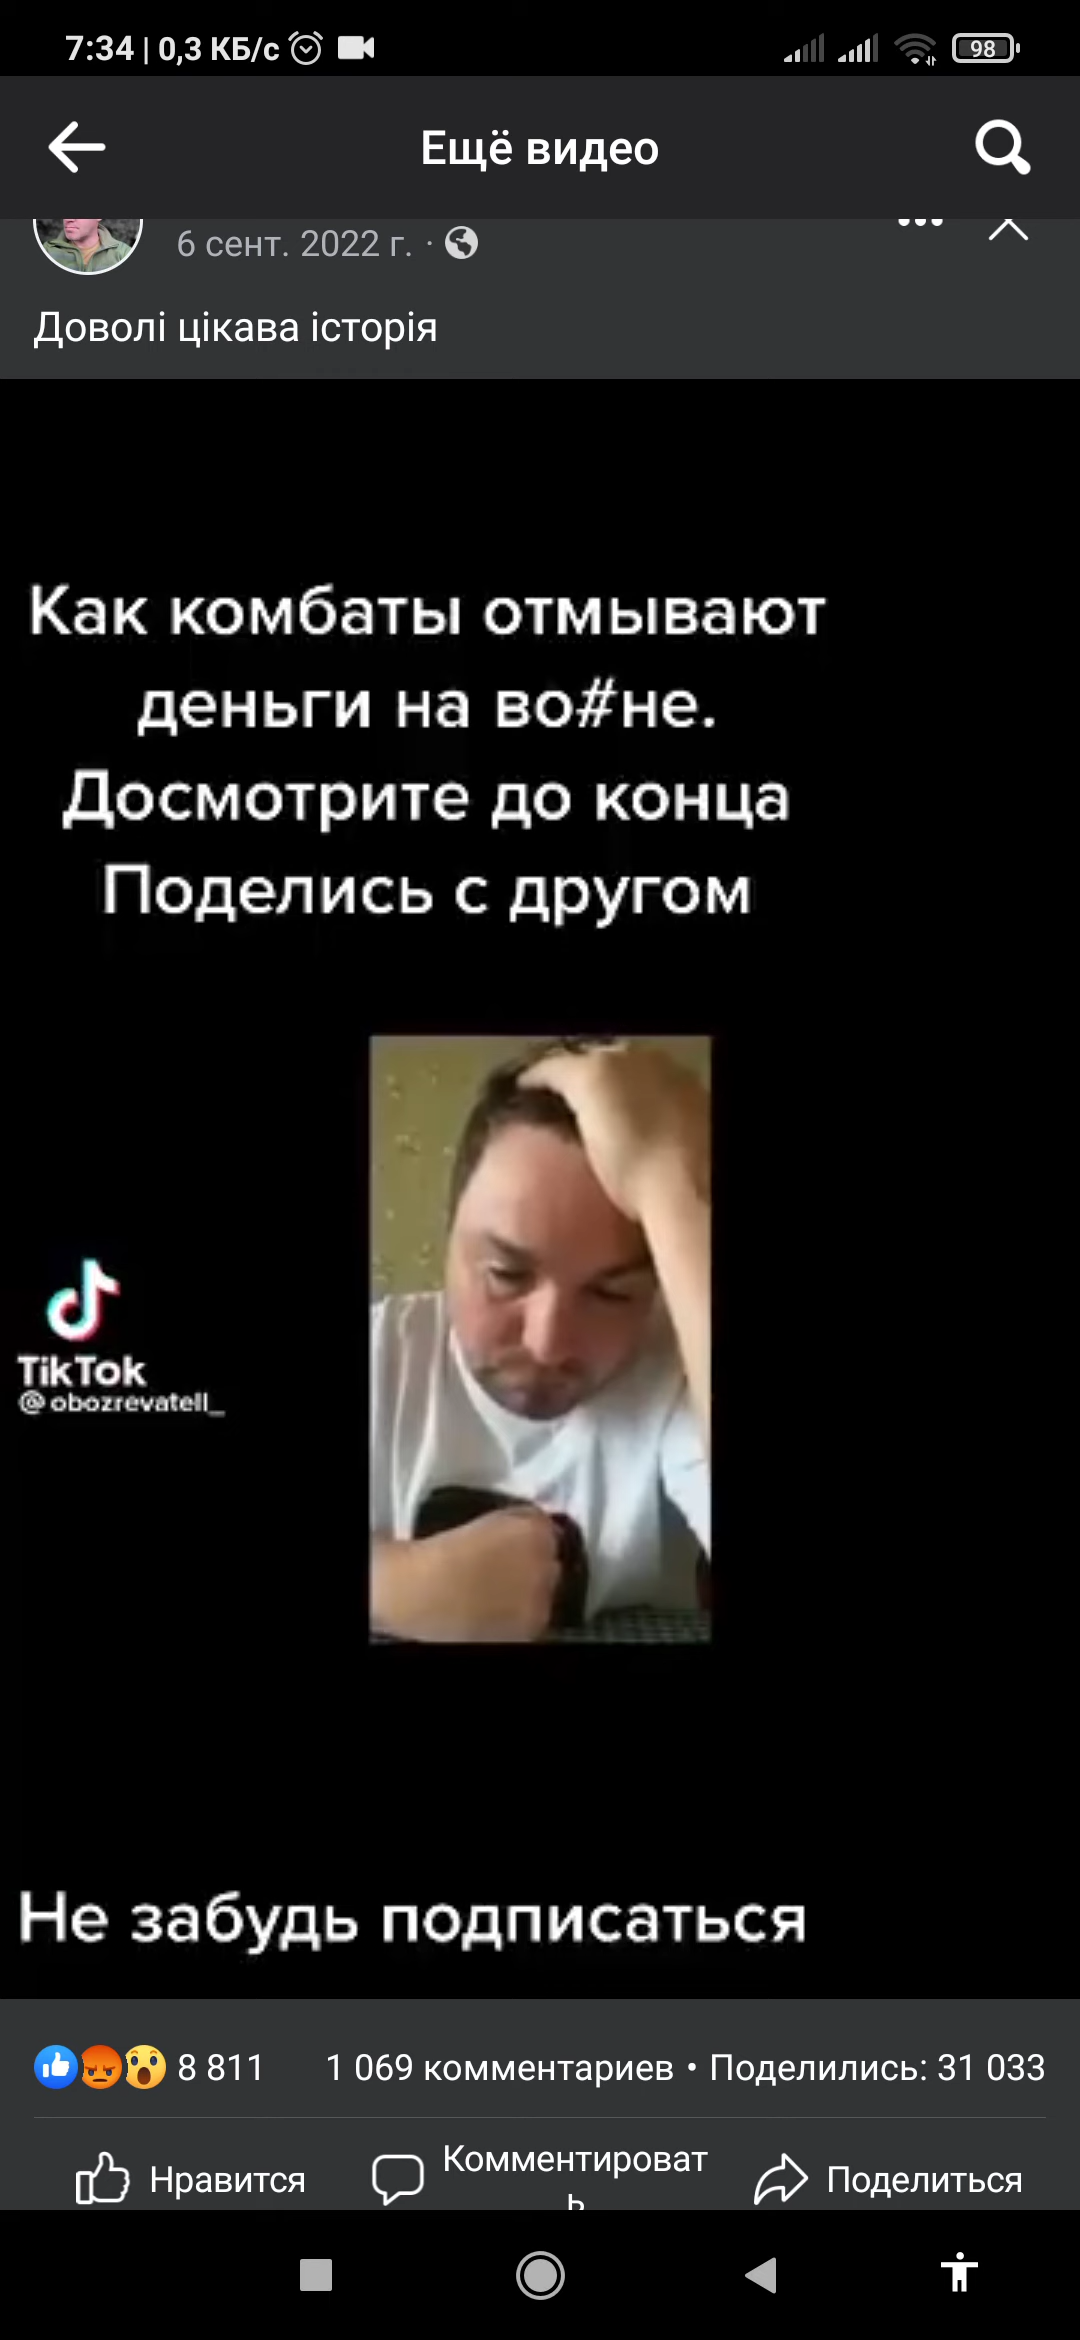 7:34 | 0,3 КБ/с
98
Ещё видео
6 сент. 2022 г. ·
Доволі цікава історія
Как комбаты отмывают
деньги на во#не.
Досмотрите до конца
Поделись с другом
TikTok
@obozrevatell_
Не забудь подписаться
8 811 1 069 комментариев • Поделились: 31 033
Нравится
Комментироват
ь
Поделиться